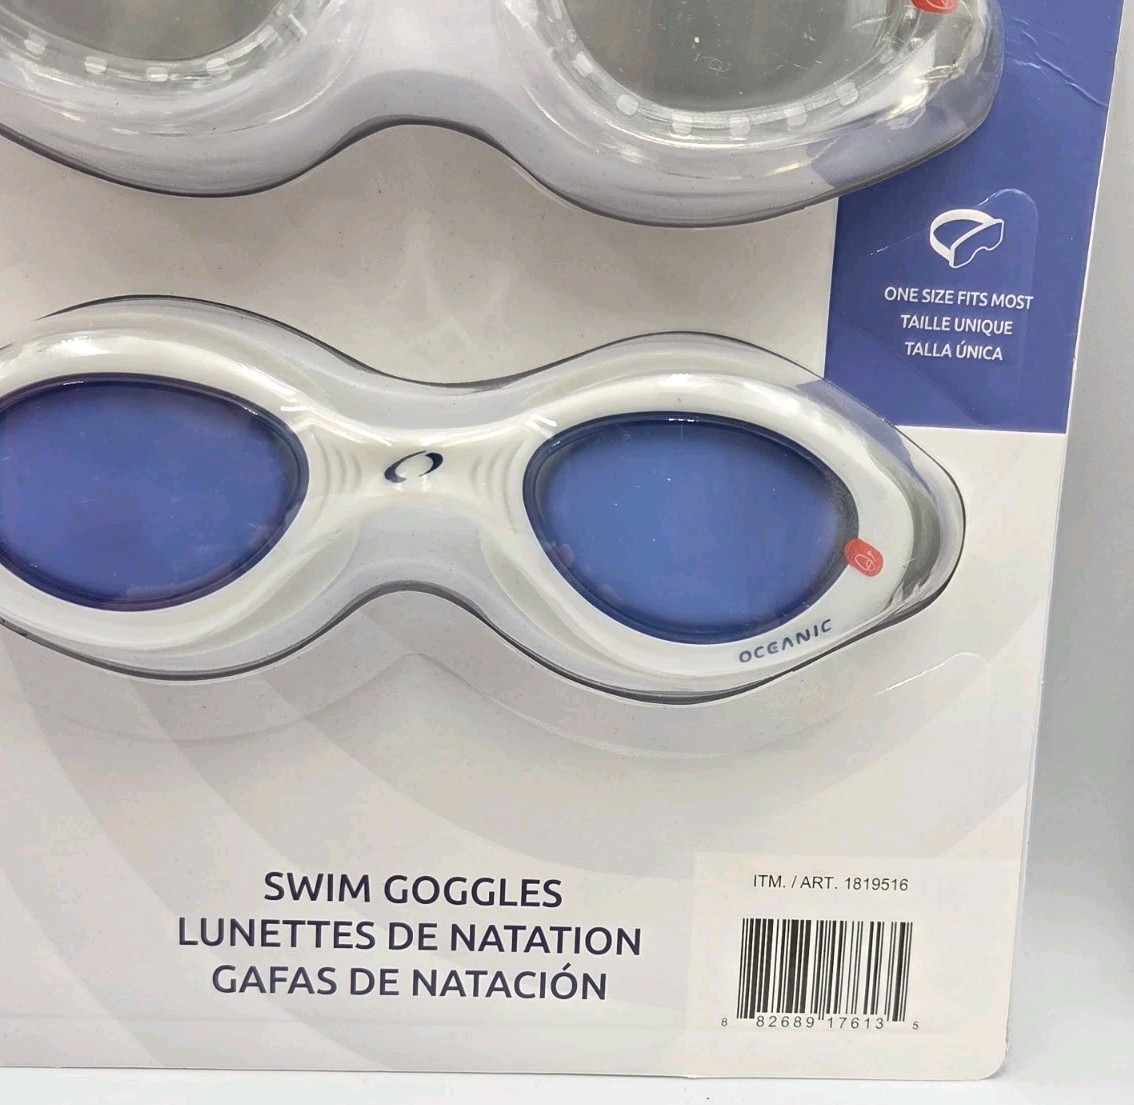 ONE SIZE FITS MOST
TAILLE UNIQUE
TALLA ÚNICA
OCEANIC
SWIM GOGGLES
LUNETTES DE NATATION
GAFAS DE NATACIÓN
ITM. / ART. 1819516
8 82689 17613 5